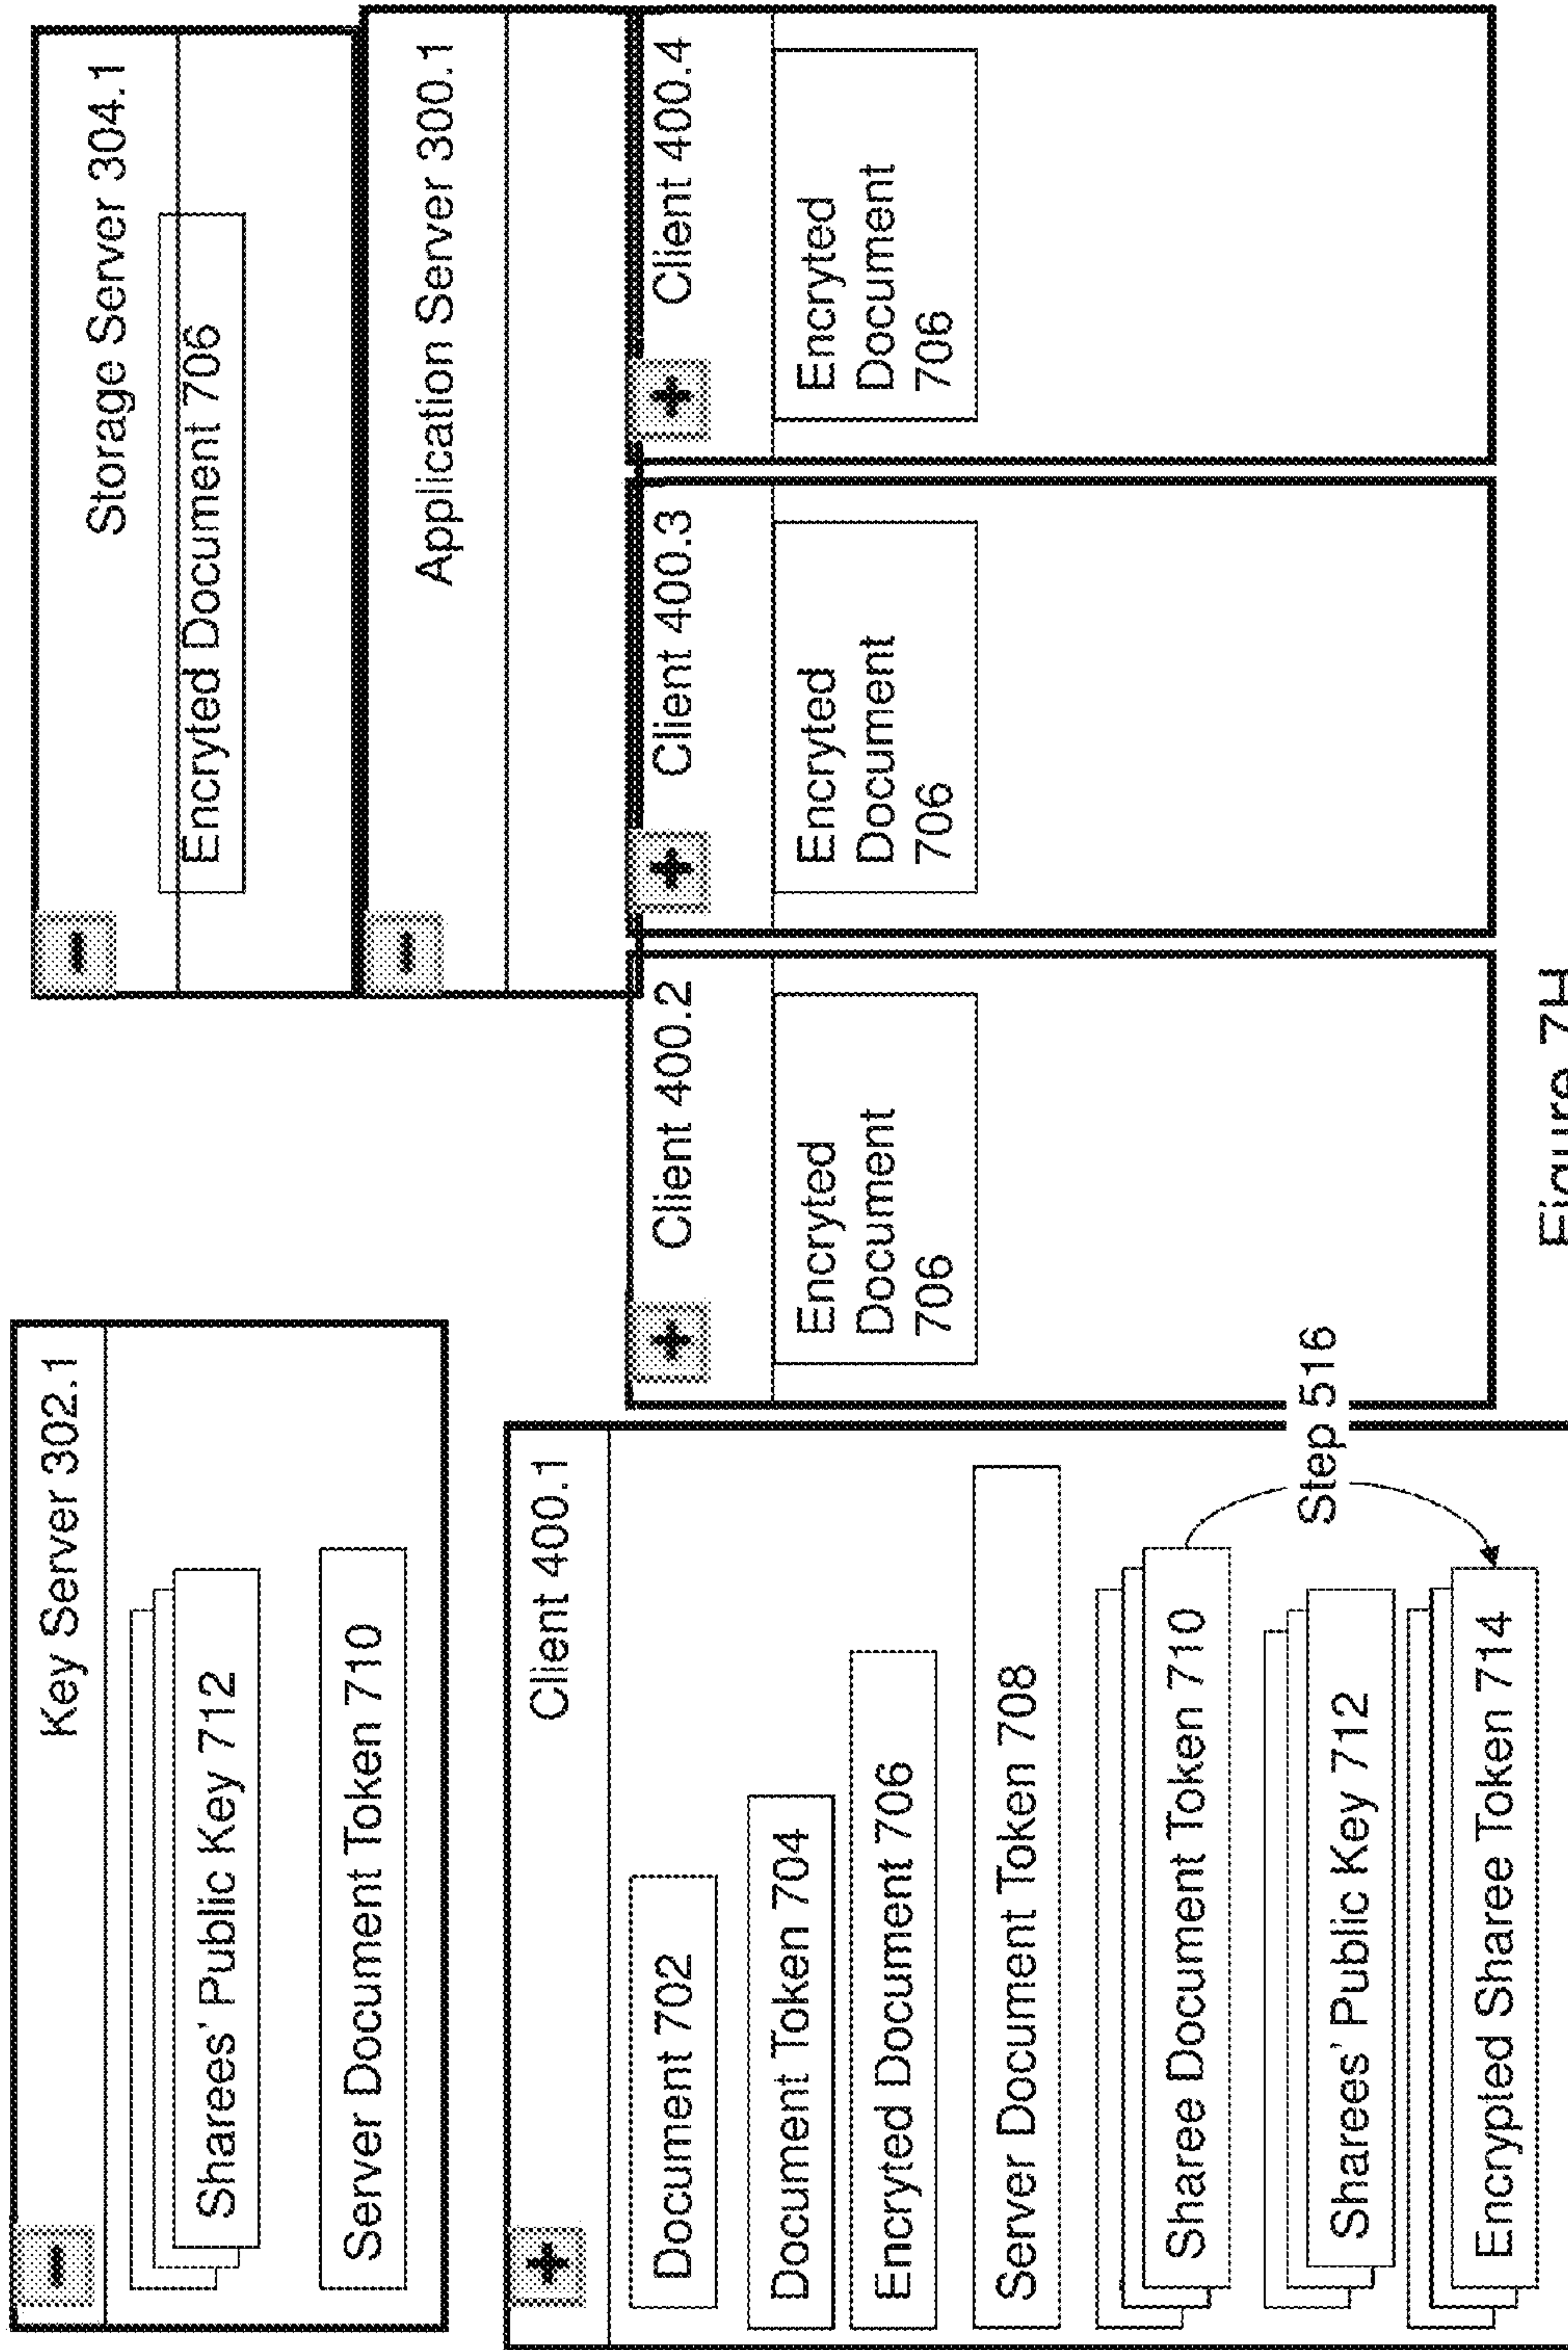 Key Server 302.1
Sharees' Public Key 712
Server Document Token 710
Storage Server 304.1
Encryted Document 706
Application Server 300.1
Client 400.1
Document 702
Document Token 704
Encryted Document 706
Server Document Token 708
Sharee Document Token 710
Sharees' Public Key 712
Encrypted Sharee Token 714
Step 516
Client 400.2
Encryted
Document
706
Client 400.3
Encryted
Document
706
Client 400.4
Encryted
Document
706
Figure 7H